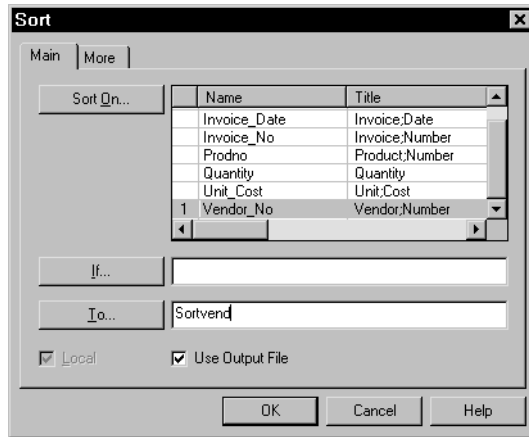 Sort
Main More
Sort On...
Name Title
Invoice_Date Invoice;Date
Invoice_No Invoice;Number
Prodno Product;Number
Quantity Quantity
Unit_Cost Unit;Cost
1 Vendor_No Vendor;Number
If...
To... Sortvend
Local Use Output File
OK Cancel Help